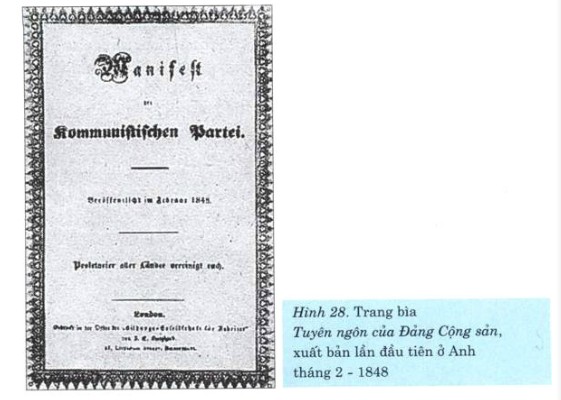 Manifest
der
Kommunistischen Partei.
Veröffentlicht im Februar 1848.
Proletarier aller Länder vereinigt euch.
London.
Gedruckt in der Office der „Bildungs-Gesellschaft für Arbeiter"
von J. E. Burghard.
46, Liverpool Street, Bishopsgate.
Hình 28. Trang bìa
Tuyên ngôn của Đảng Cộng sản,
xuất bản lần đầu tiên ở Anh
tháng 2 - 1848